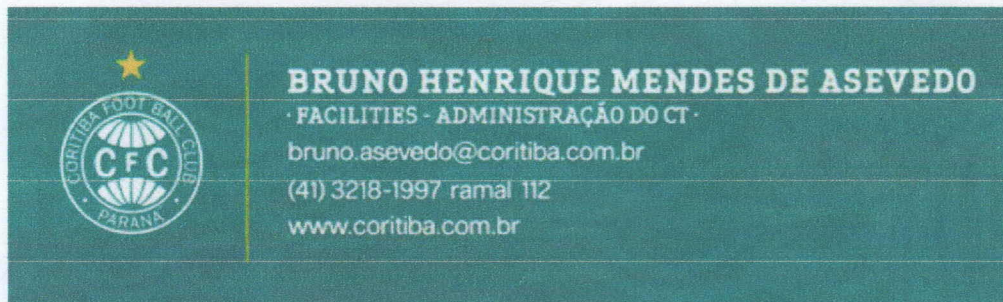 CORITIBA FOOT BALL CLUB
CFC
· PARANÁ ·
BRUNO HENRIQUE MENDES DE ASEVEDO
· FACILITIES - ADMINISTRAÇÃO DO CT ·
bruno.asevedo@coritiba.com.br
(41) 3218-1997 ramal 112
www.coritiba.com.br